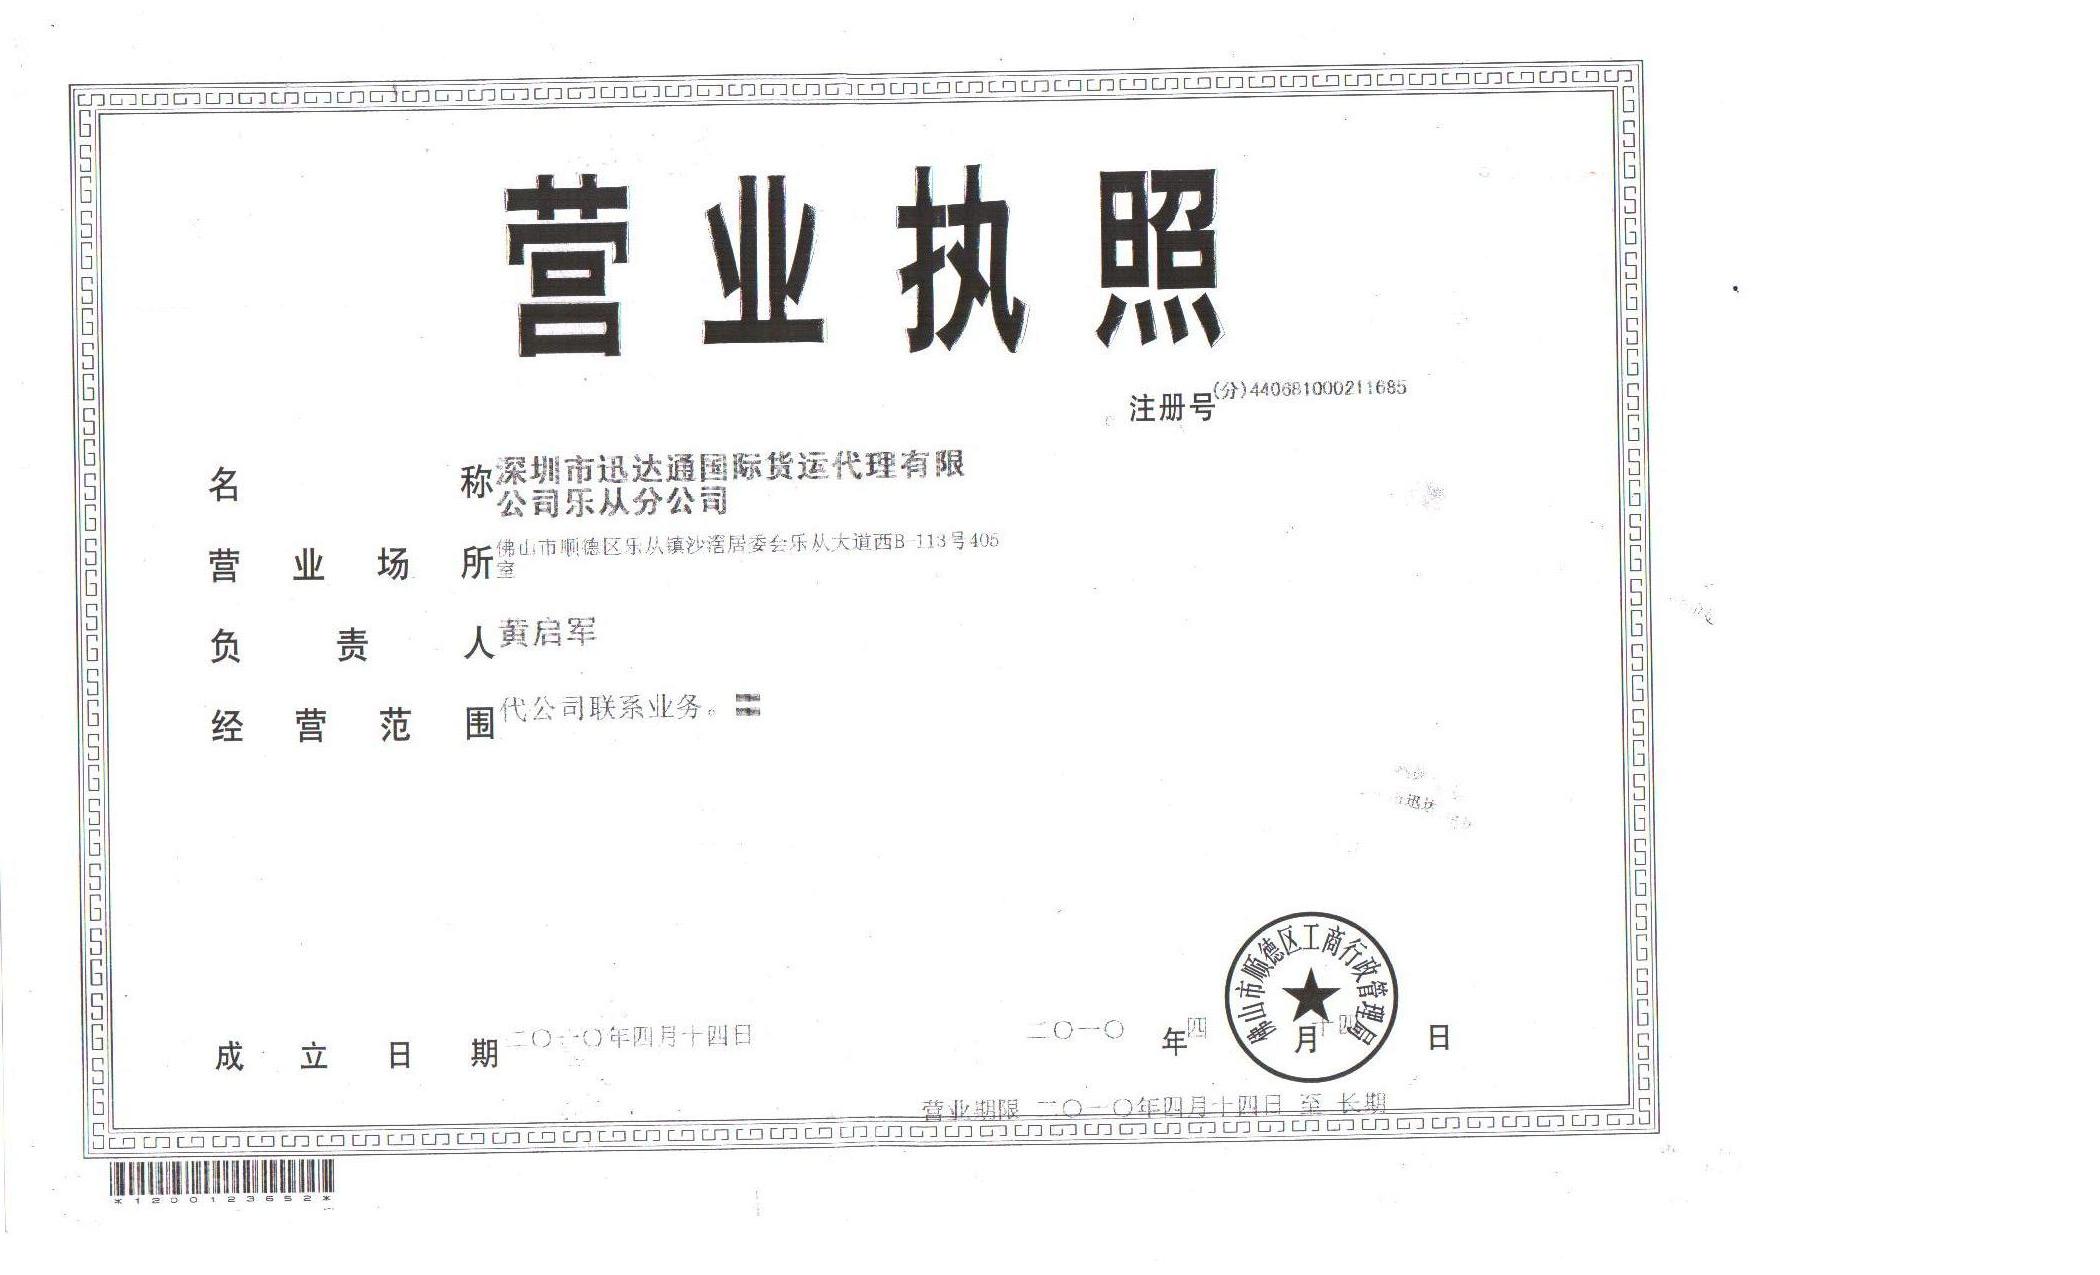 营业执照
注册号(分)440681000211685
名称 深圳市迅达通国际货运代理有限
公司乐从分公司
营业场所 佛山市顺德区乐从镇沙滘居委会乐从大道西B-113号405
室
负责人 黄启军
经营范围 代公司联系业务。
佛山市顺德区工商行政管理局
成立日期 二〇一〇年四月十四日
二〇一〇年四月十四日
营业期限 二〇一〇年四月十四日 至 长期
*1200123652*